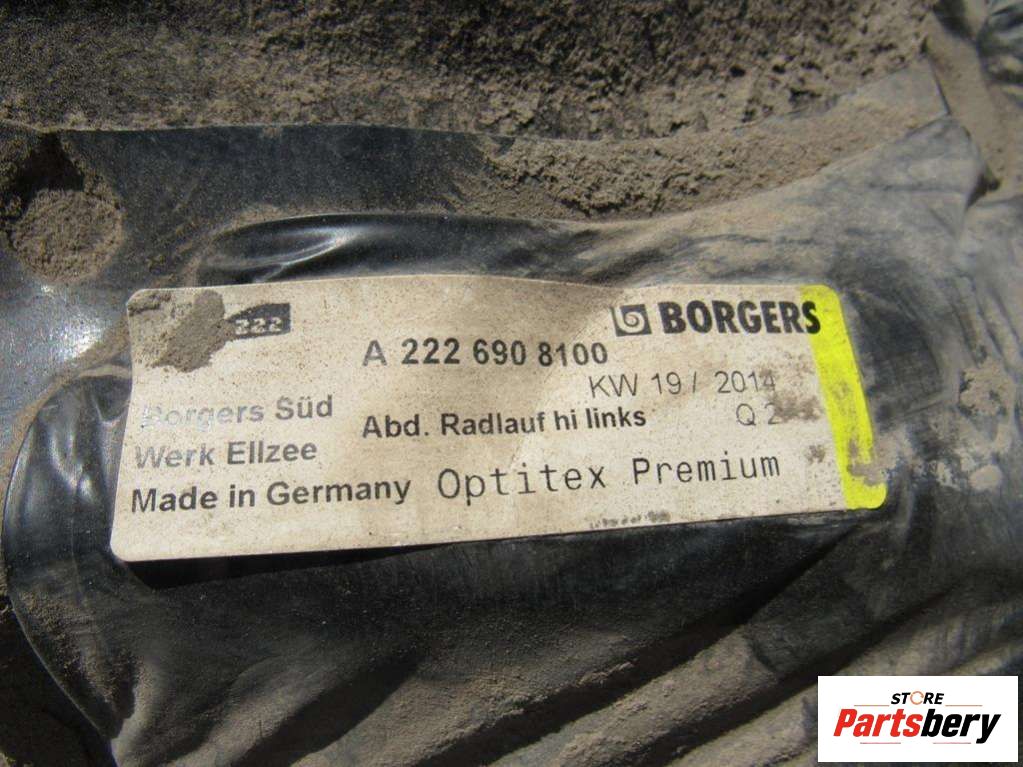 222
BORGERS
A 222 690 8100
KW 19 / 2014
Borgers Süd
Abd. Radlauf hi links
Q 2
Werk Ellzee
Made in Germany
Optitex Premium
STORE
Partsbery